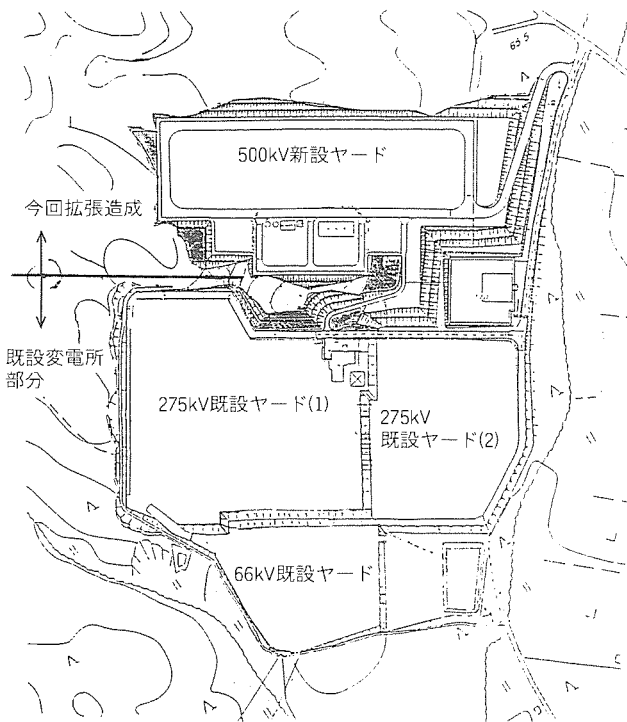 63.5
500kV新設ヤード
今回拡張造成
既設変電所
部分
275kV既設ヤード(1)
275kV
既設ヤード(2)
66kV既設ヤード